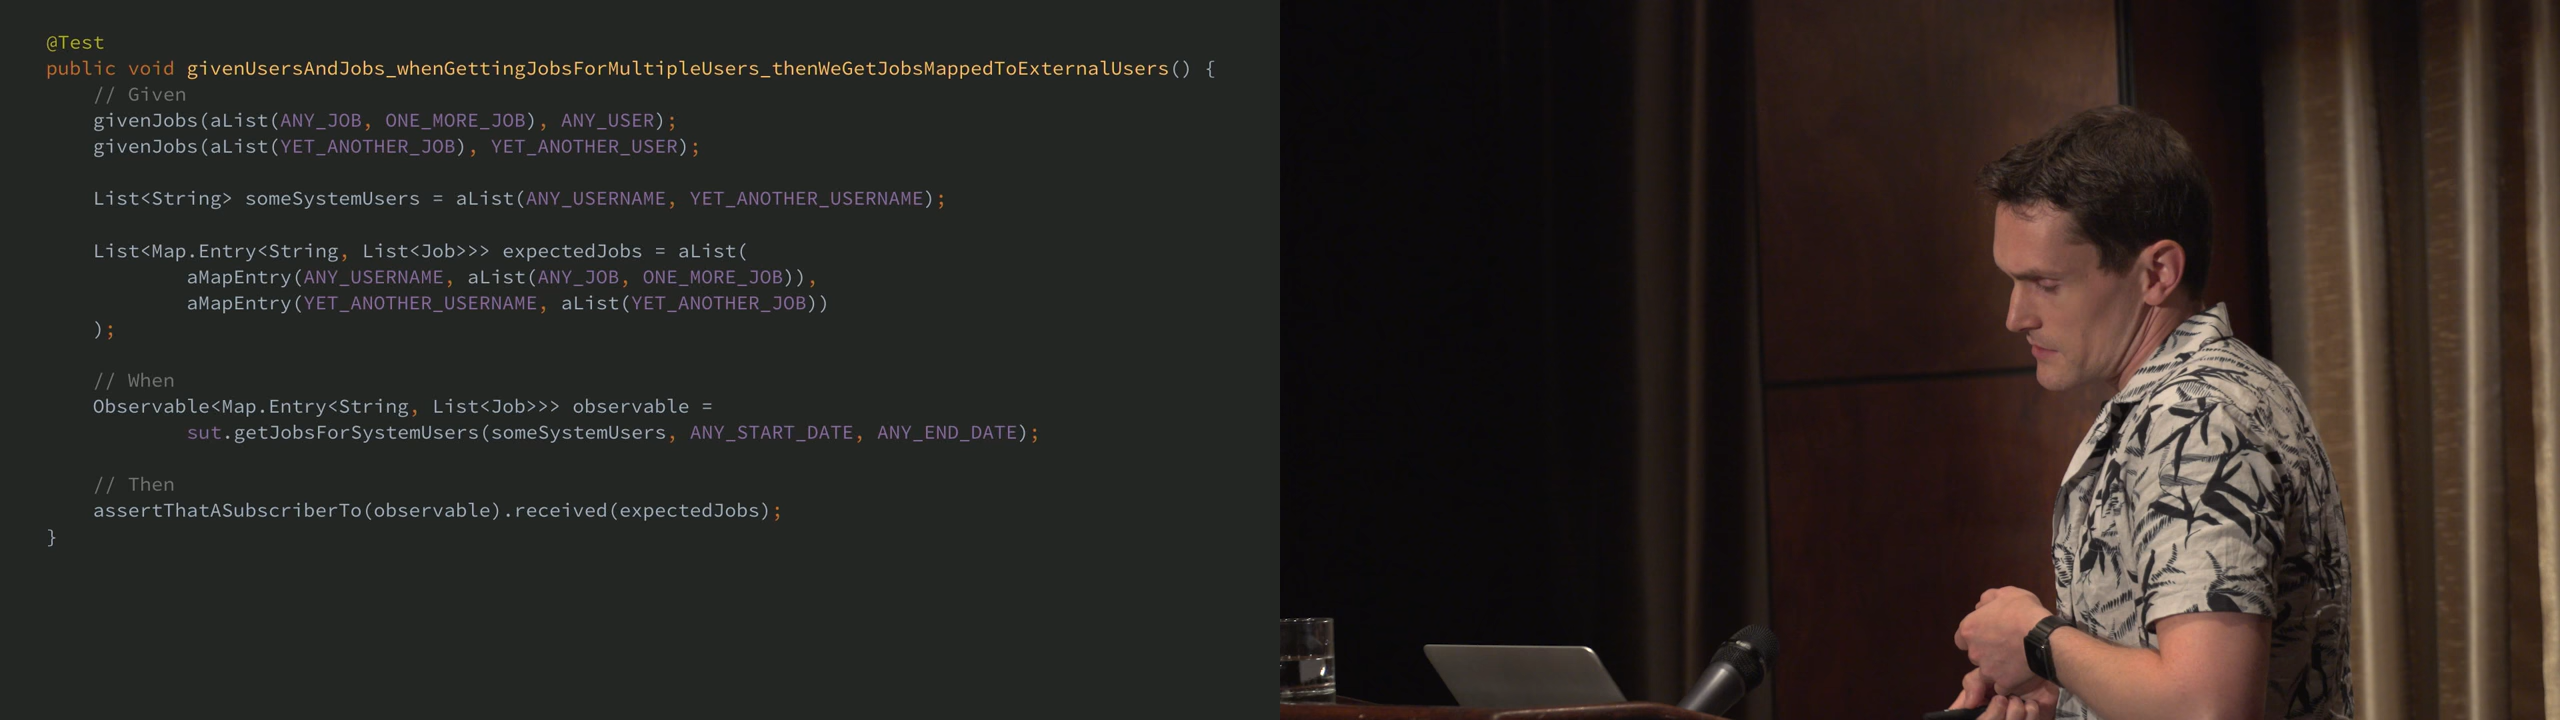 @Test
public void givenUsersAndJobs_whenGettingJobsForMultipleUsers_thenWeGetJobsMappedToExternalUsers() {
// Given
givenJobs(aList(ANY_JOB, ONE_MORE_JOB), ANY_USER);
givenJobs(aList(YET_ANOTHER_JOB), YET_ANOTHER_USER);
List<String> someSystemUsers = aList(ANY_USERNAME, YET_ANOTHER_USERNAME);
List<Map.Entry<String, List<Job>>> expectedJobs = aList(
aMapEntry(ANY_USERNAME, aList(ANY_JOB, ONE_MORE_JOB)),
aMapEntry(YET_ANOTHER_USERNAME, aList(YET_ANOTHER_JOB))
);
// When
Observable<Map.Entry<String, List<Job>>> observable =
sut.getJobsForSystemUsers(someSystemUsers, ANY_START_DATE, ANY_END_DATE);
// Then
assertThatASubscriberTo(observable).received(expectedJobs);
}